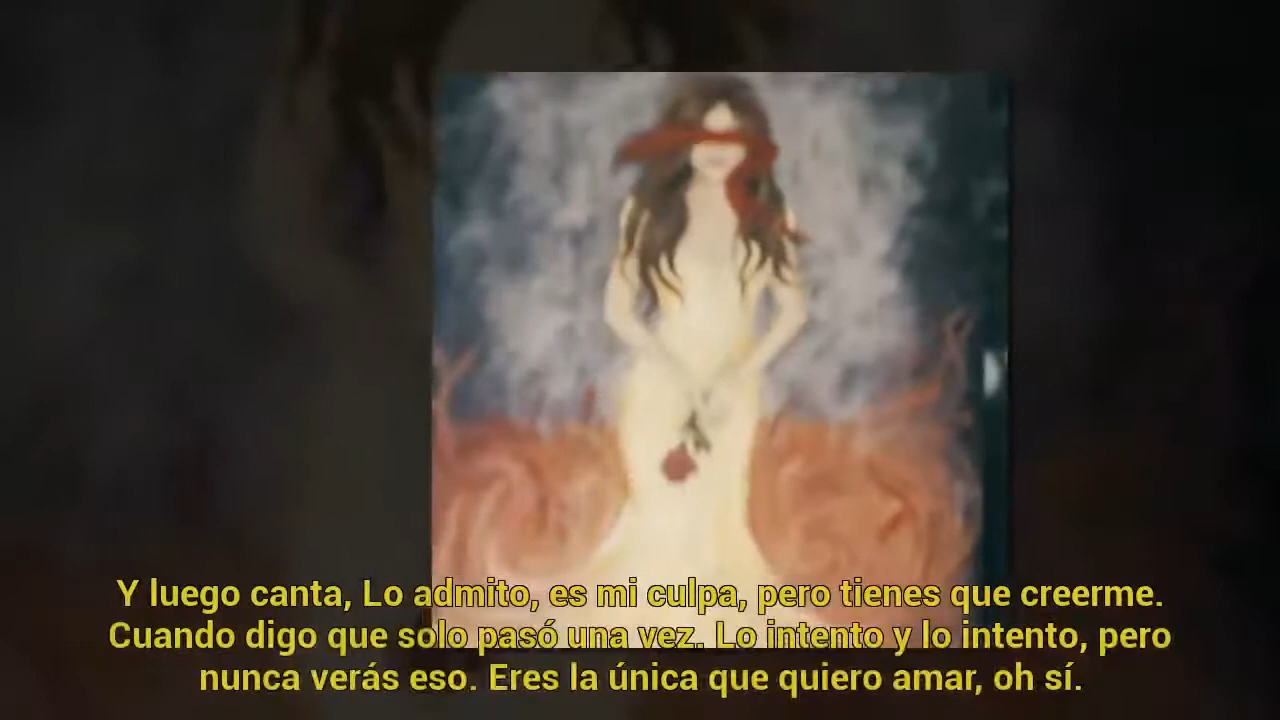 Y luego canta, Lo admito, es mi culpa, pero tienes que creerme.
Cuando digo que solo pasó una vez. Lo intento y lo intento, pero
nunca verás eso. Eres la única que quiero amar, oh sí.